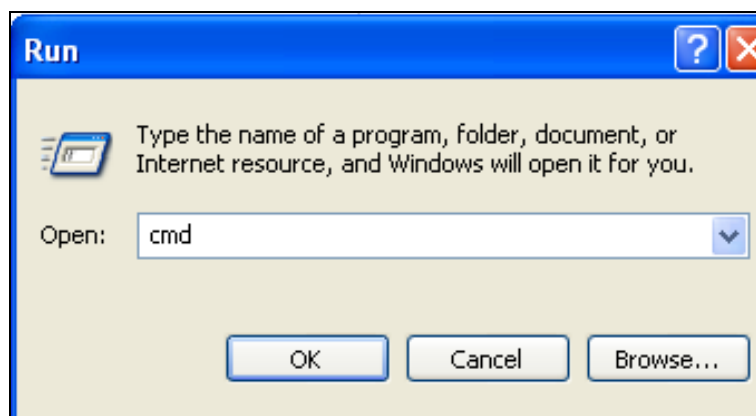 Run
Type the name of a program, folder, document, or
Internet resource, and Windows will open it for you.
Open: cmd
OK Cancel Browse...